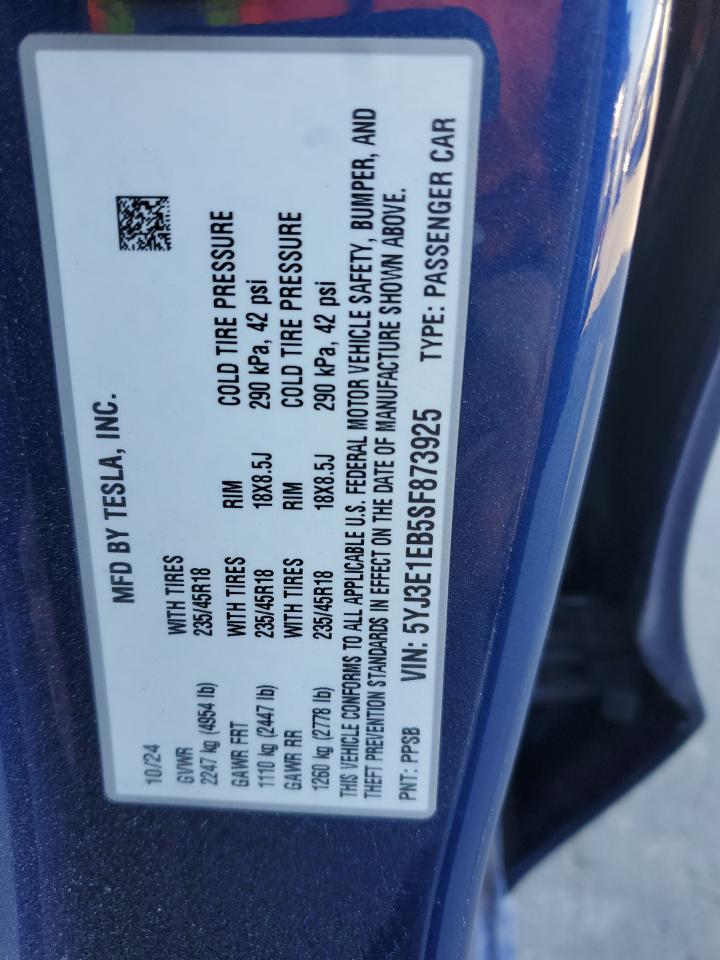 MFD BY TESLA, INC.
10/24
GVWR WITH TIRES
2247 kg (4954 lb) 235/45R18
GAWR FRT WITH TIRES RIM COLD TIRE PRESSURE
1110 kg (2447 lb) 235/45R18 18X8.5J 290 kPa, 42 psi
GAWR RR WITH TIRES RIM COLD TIRE PRESSURE
1260 kg (2778 lb) 235/45R18 18X8.5J 290 kPa, 42 psi
THIS VEHICLE CONFORMS TO ALL APPLICABLE U.S. FEDERAL MOTOR VEHICLE SAFETY, BUMPER, AND
THEFT PREVENTION STANDARDS IN EFFECT ON THE DATE OF MANUFACTURE SHOWN ABOVE.
PNT: PPSB VIN: 5YJ3E1EB5SF873925 TYPE: PASSENGER CAR